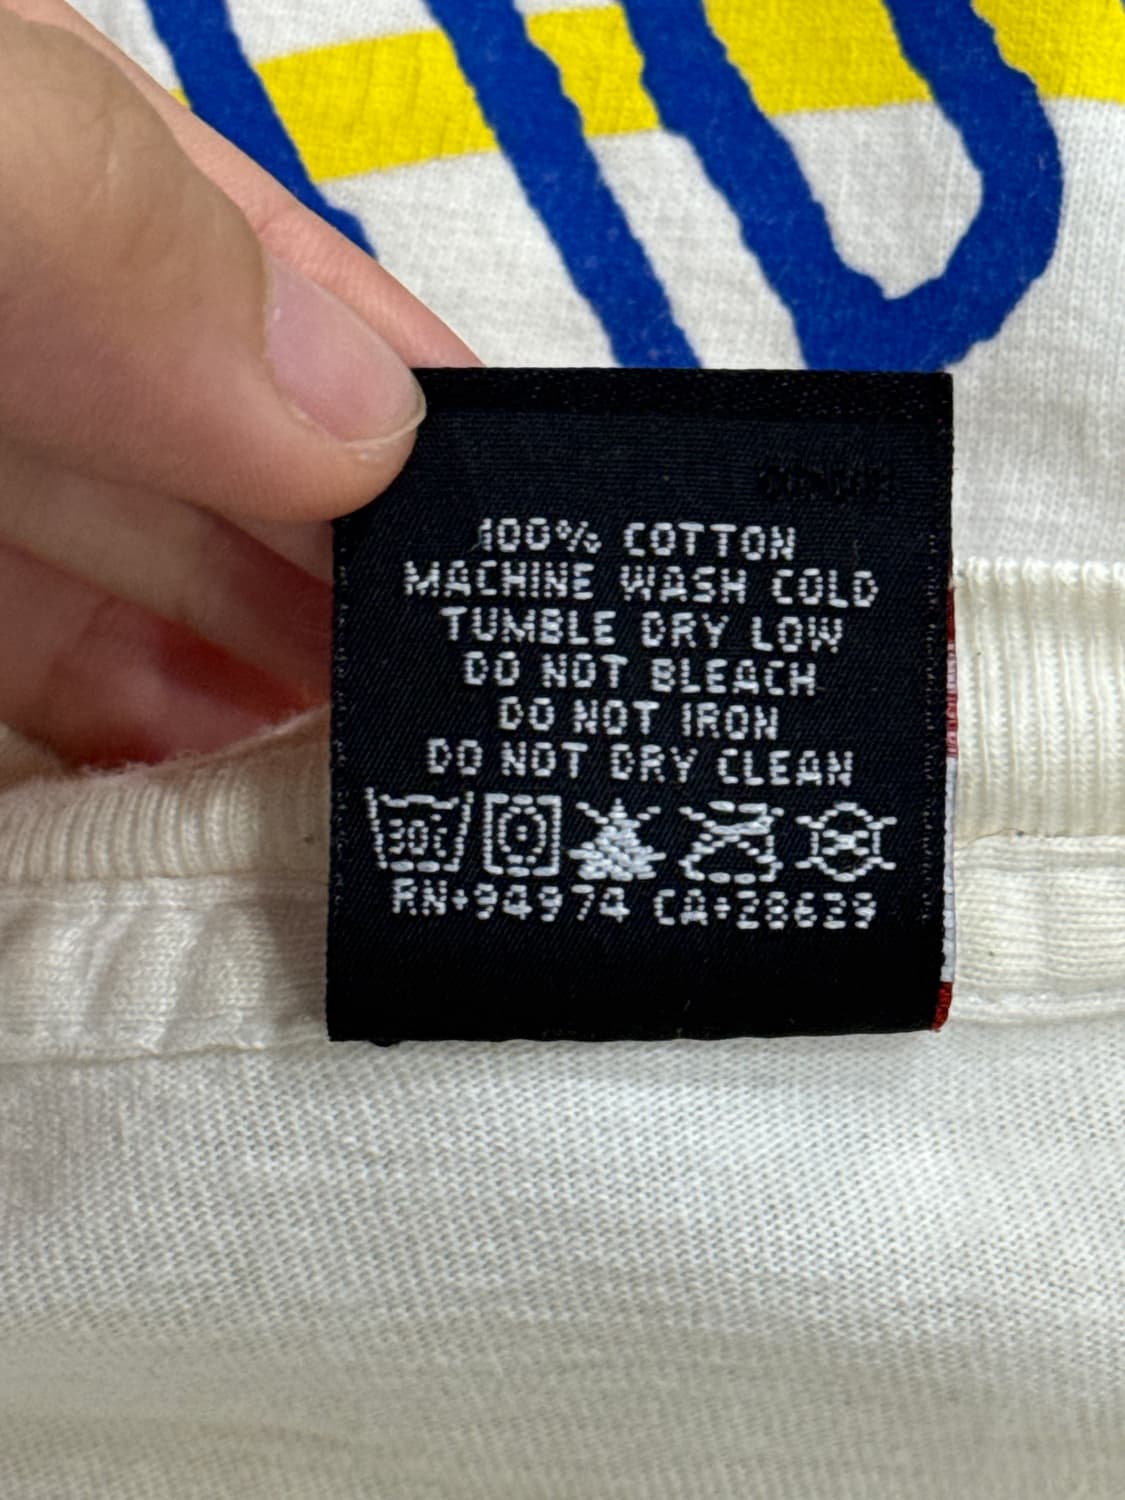 100% COTTON
MACHINE WASH COLD
TUMBLE DRY LOW
DO NOT BLEACH
DO NOT IRON
DO NOT DRY CLEAN
30c
RN+94974 CA+28629